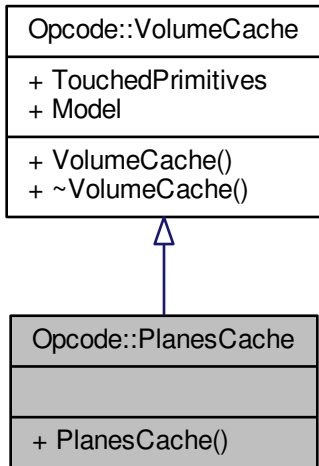 Opcode::VolumeCache
+ TouchedPrimitives
+ Model
+ VolumeCache()
+ ~VolumeCache()
Opcode::PlanesCache
+ PlanesCache()